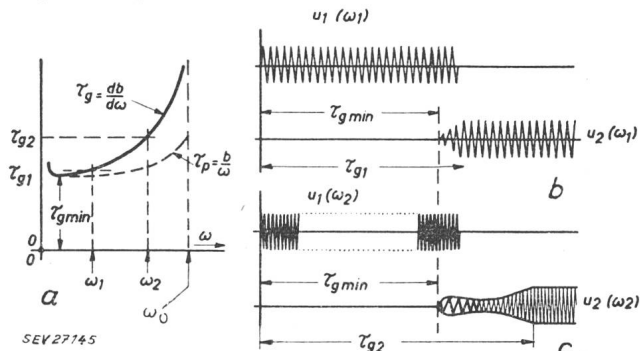 τg = db/dω
τg2
τp = b/ω
τg1
τgmin
0
0
ω
ω1
ω2
ω0
a
SEV 27145
u1 (ω1)
τgmin
u2 (ω1)
τg1
b
u1 (ω2)
τgmin
u2 (ω2)
τg2
c